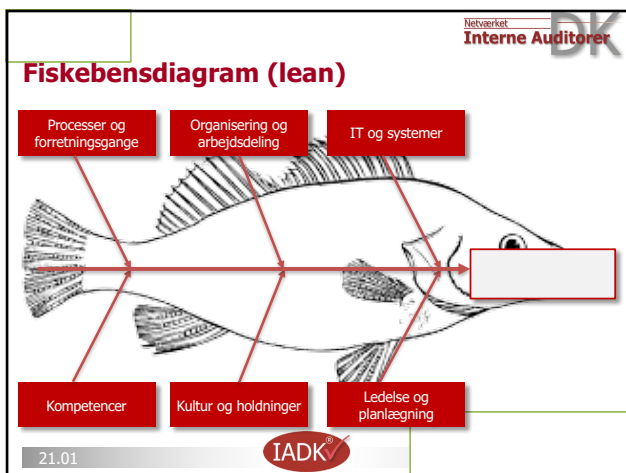 Netværket
Interne Auditorer
DK
Fiskebensdiagram (lean)
Processer og
forretningsgange
Organisering og
arbejdsdeling
IT og systemer
Kompetencer
Kultur og holdninger
Ledelse og
planlægning
21.01
IADK®